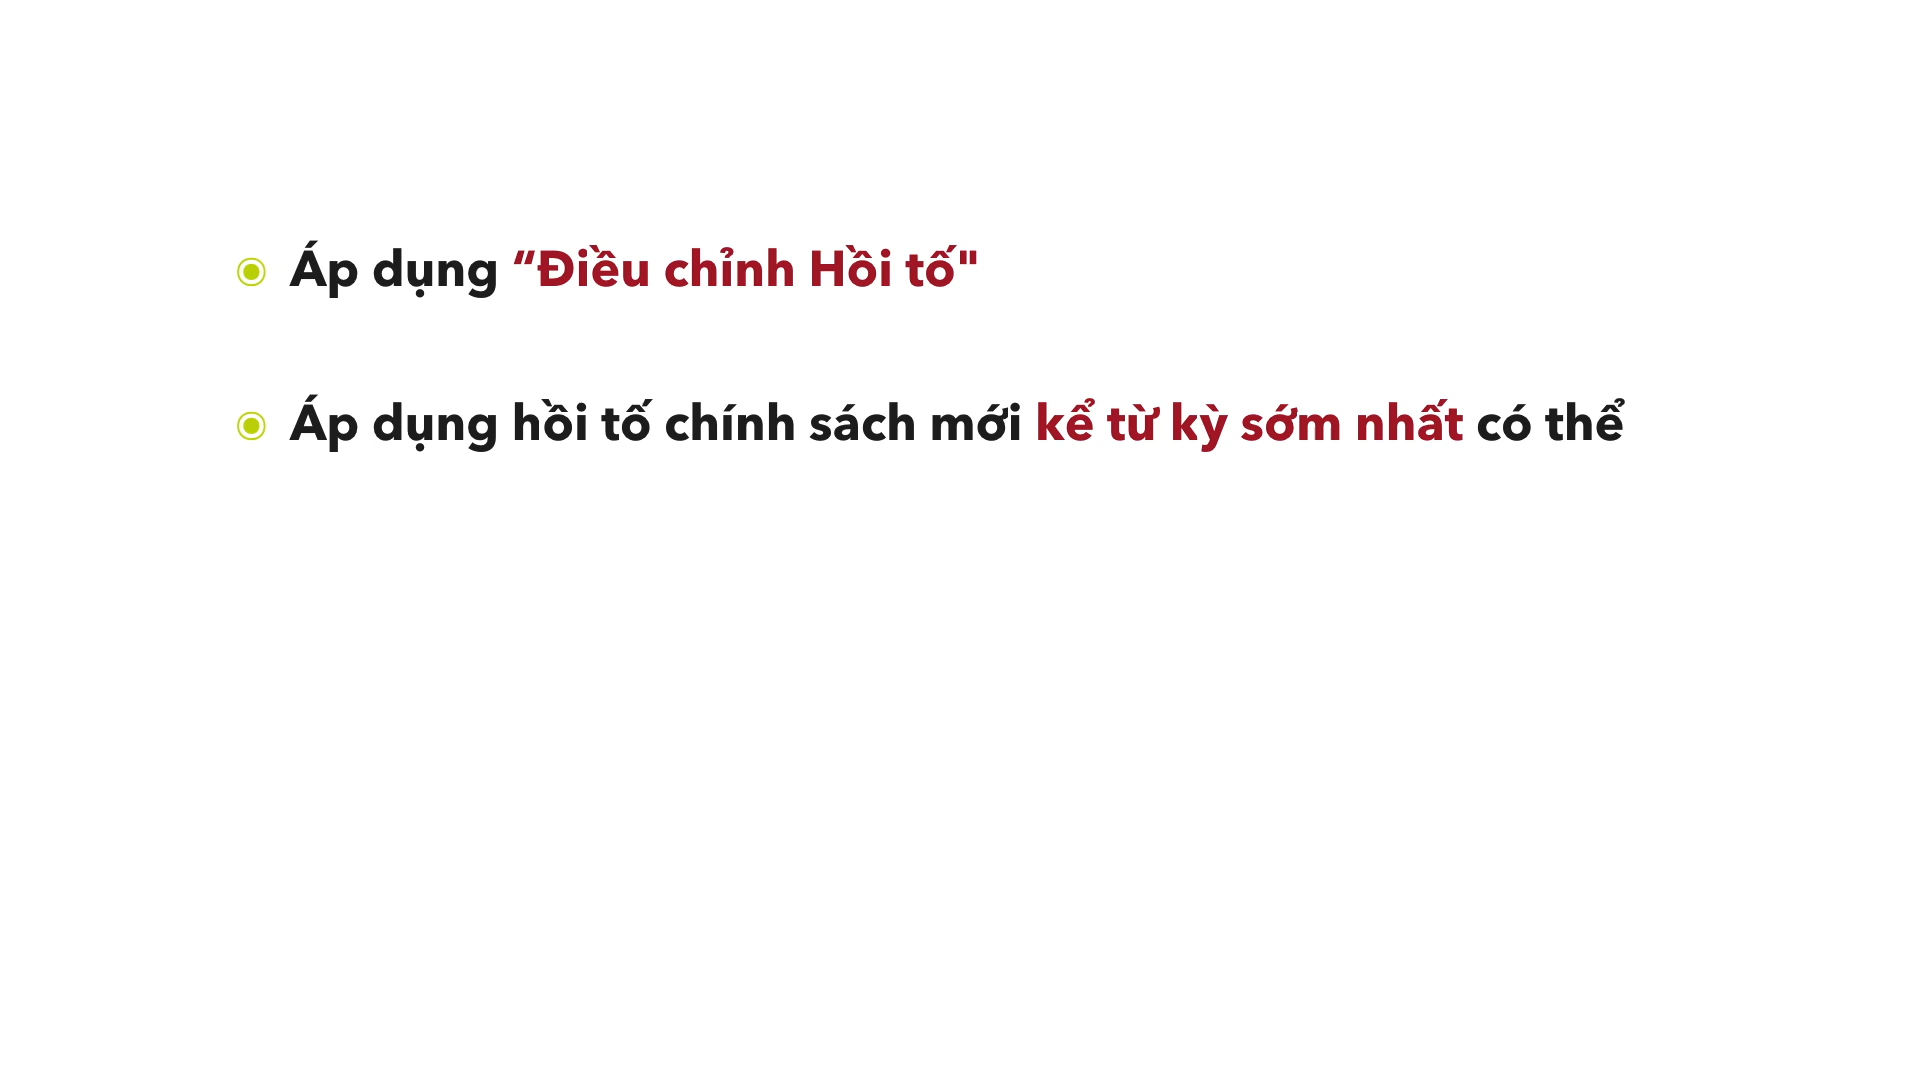 Áp dụng “Điều chỉnh Hồi tố"
Áp dụng hồi tố chính sách mới kể từ kỳ sớm nhất có thể